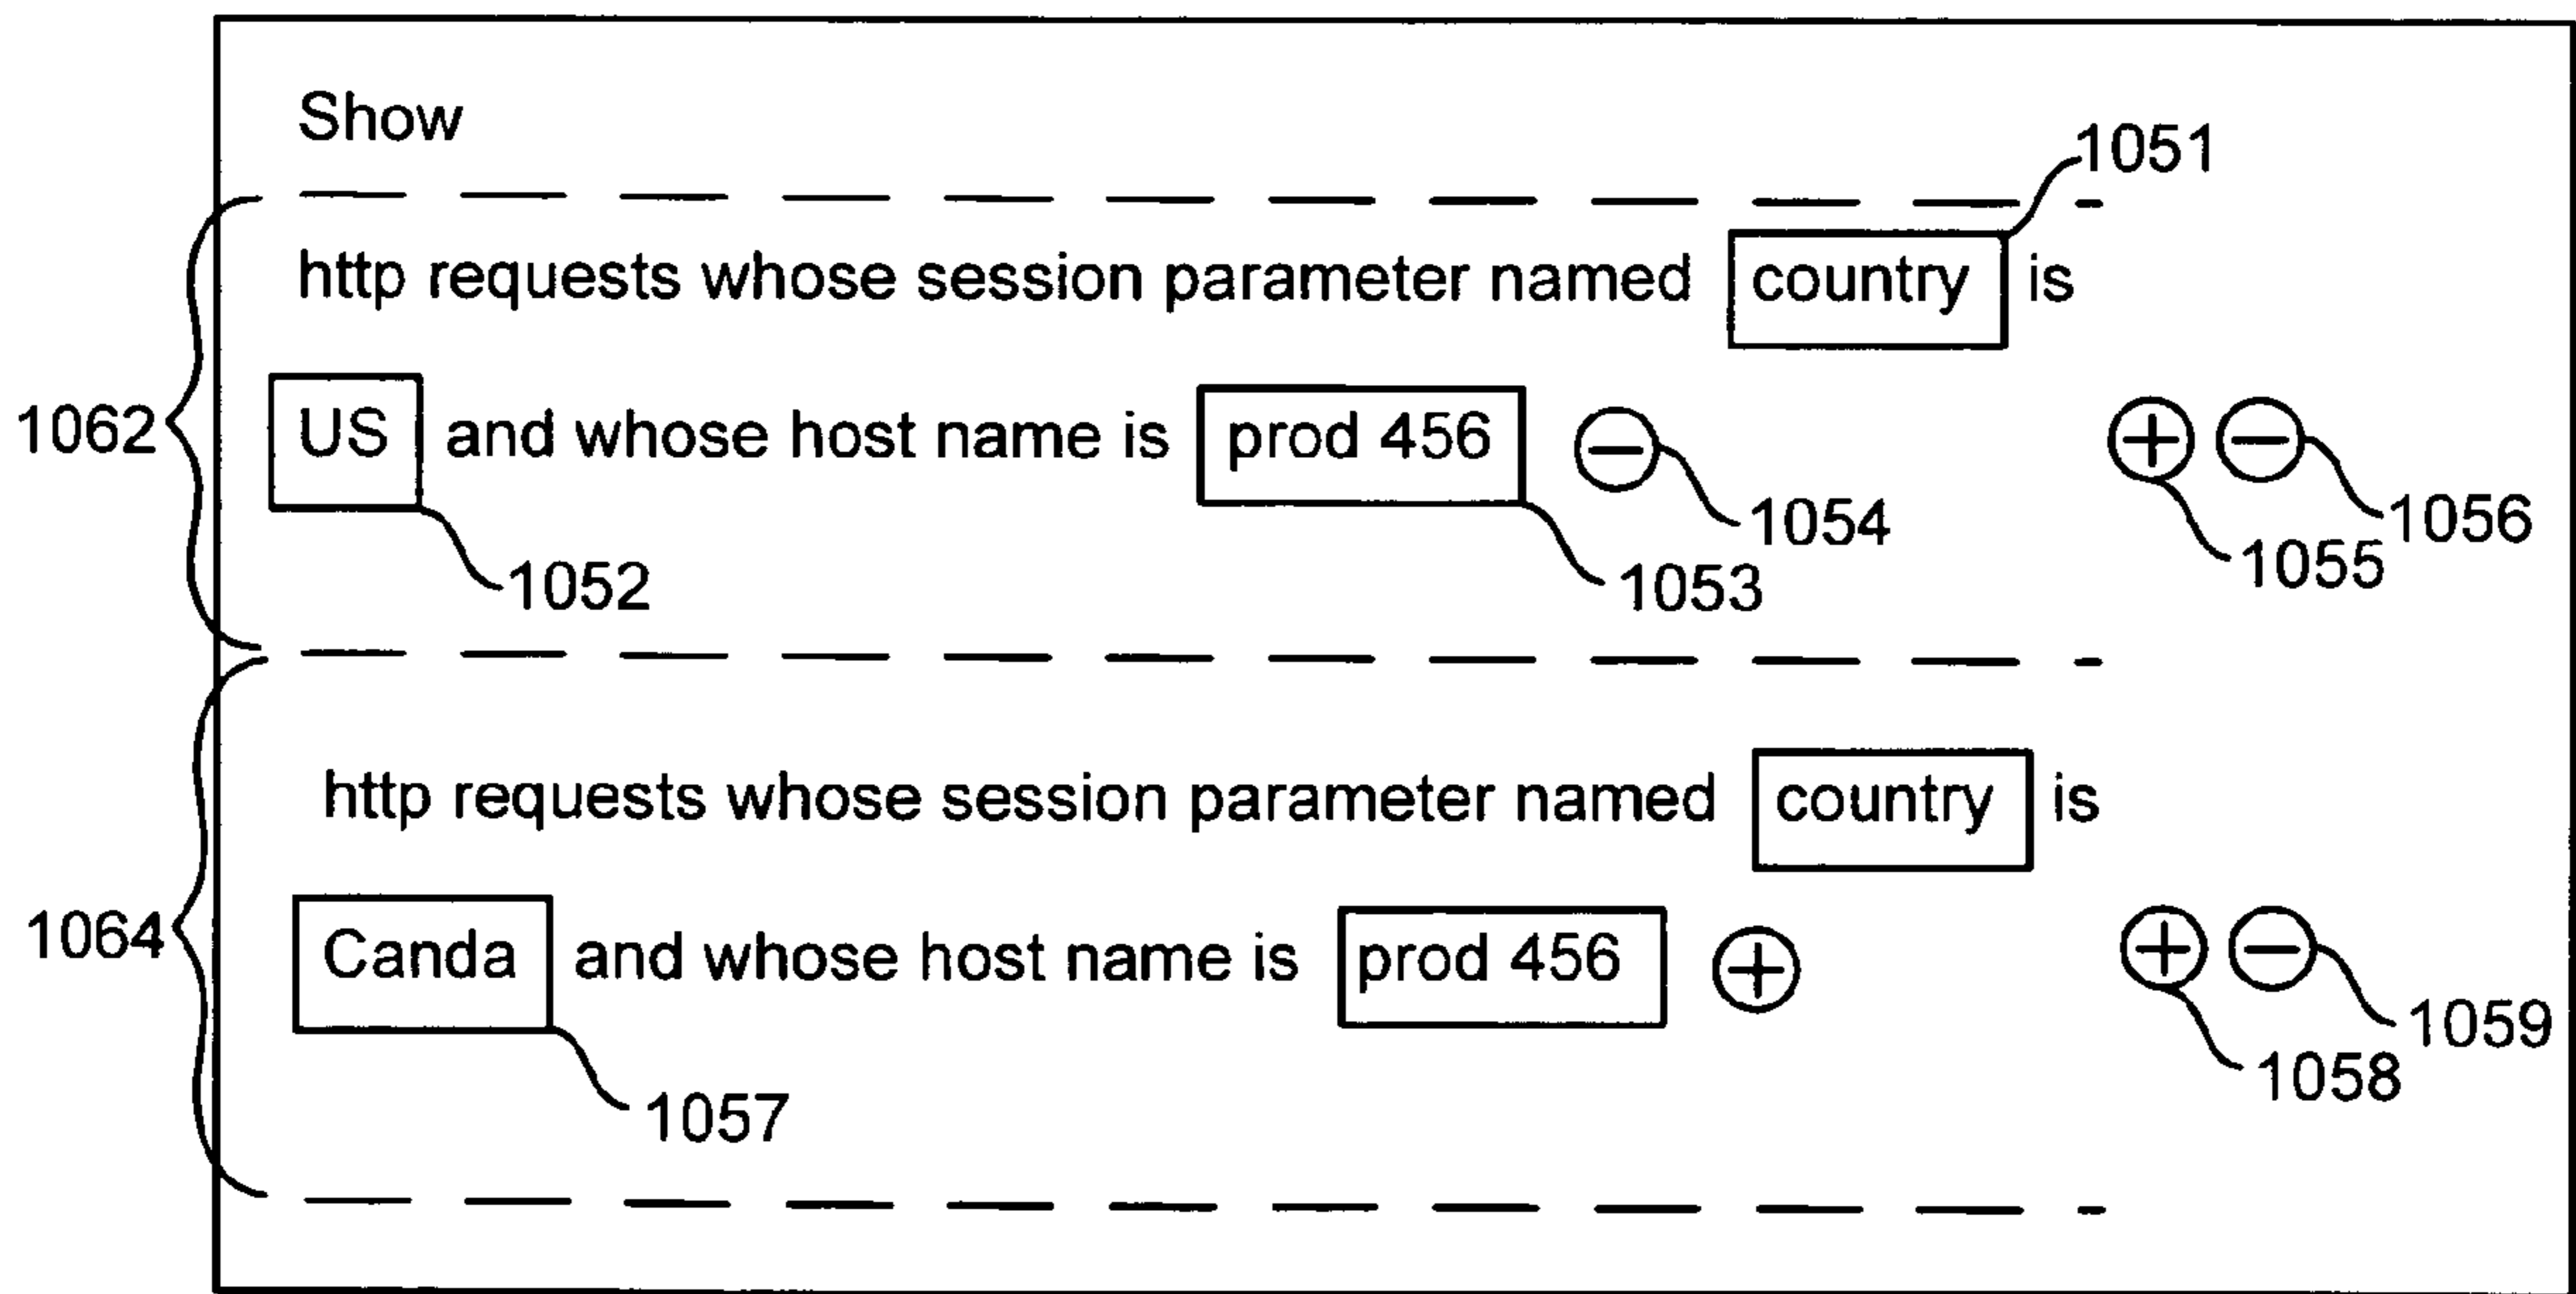 Show
1051
http requests whose session parameter named country is
1062
US and whose host name is prod 456 ⊖ ⊕ ⊖
1054
1056
1055
1052
1053
http requests whose session parameter named country is
1064
Canda and whose host name is prod 456 ⊕ ⊕ ⊖
1059
1058
1057